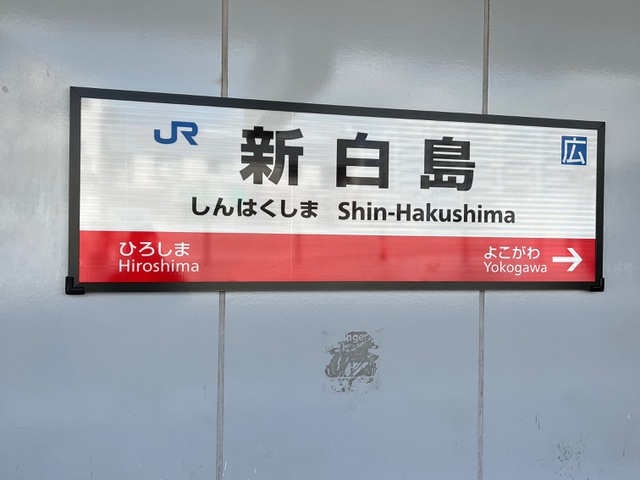 JR 新白島 広
しんはくしま Shin-Hakushima
ひろしま よこがわ
Hiroshima Yokogawa →